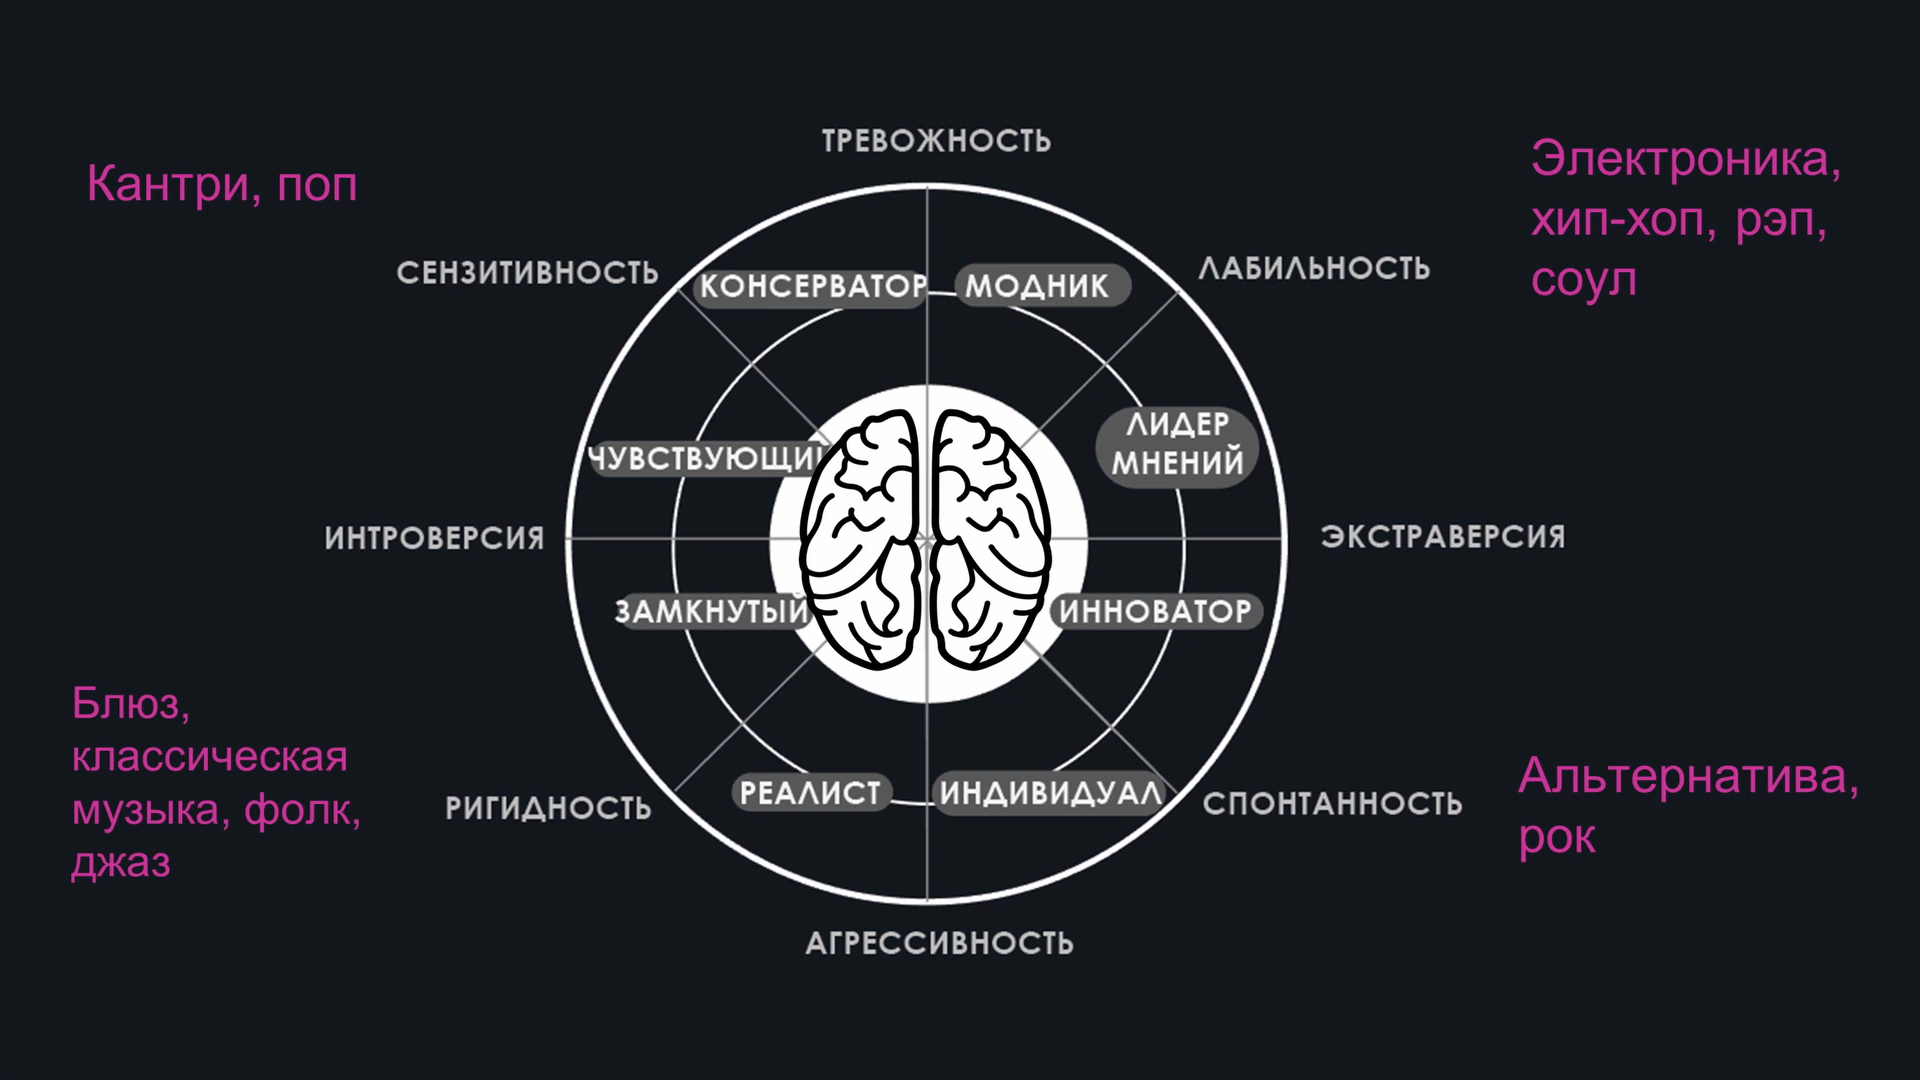 ТРЕВОЖНОСТЬ
Кантри, поп
Электроника,
хип-хоп, рэп,
соул
СЕНЗИТИВНОСТЬ
ЛАБИЛЬНОСТЬ
КОНСЕРВАТОР
МОДНИК
ЛИДЕР
МНЕНИЙ
ЧУВСТВУЮЩИЙ
ИНТРОВЕРСИЯ
ЭКСТРАВЕРСИЯ
ЗАМКНУТЫЙ
ИННОВАТОР
Блюз,
классическая
музыка, фолк,
джаз
РЕАЛИСТ
ИНДИВИДУАЛ
РИГИДНОСТЬ
СПОНТАННОСТЬ
Альтернатива,
рок
АГРЕССИВНОСТЬ